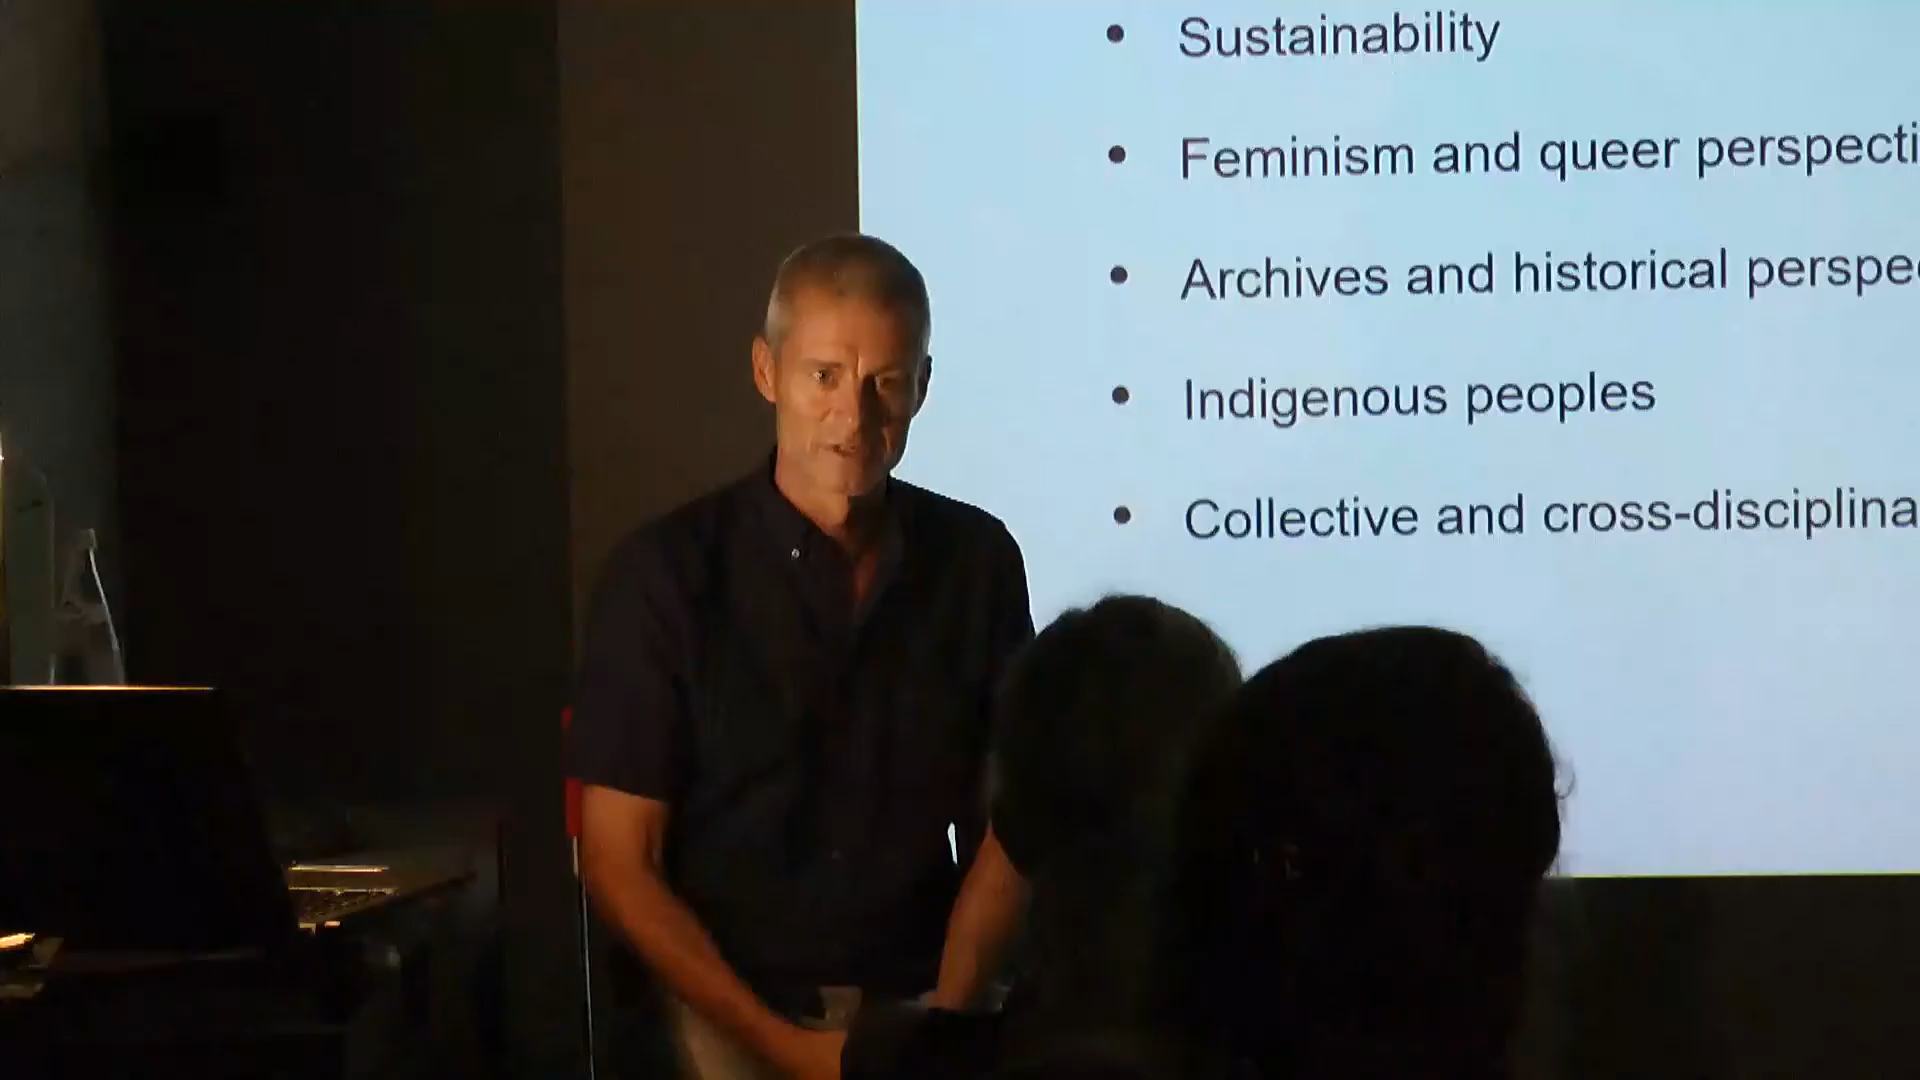 • Sustainability
• Feminism and queer perspecti
• Archives and historical perspe
• Indigenous peoples
• Collective and cross-disciplina